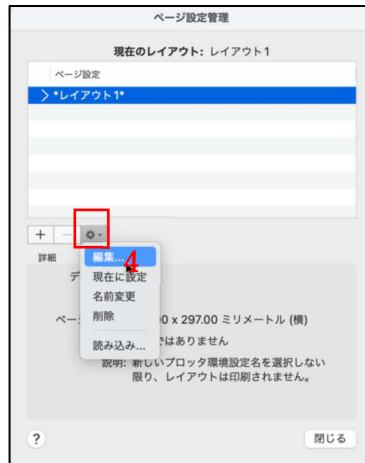 ページ設定管理
現在のレイアウト: レイアウト1
ページ設定
*レイアウト1*
+ −
詳細
編集...
4
デ
現在に設定
名前変更
削除
ペー
00 x 297.00 ミリメートル (横)
読み込み...
ではありません
説明: 新しいプロッタ環境設定名を選択しない
限り、レイアウトは印刷されません。
?
閉じる